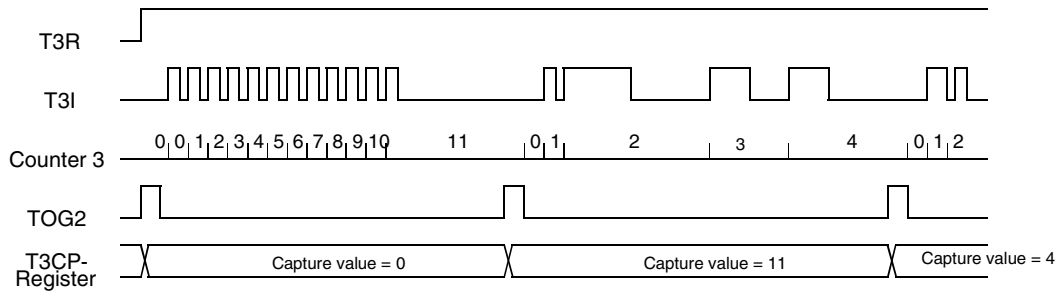 T3R
T3I
Counter 3
0 0 1 2 3 4 5 6 7 8 9 10 11 0 1 2 3 4 0 1 2
TOG2
T3CP-
Register
Capture value = 0 Capture value = 11 Capture value = 4